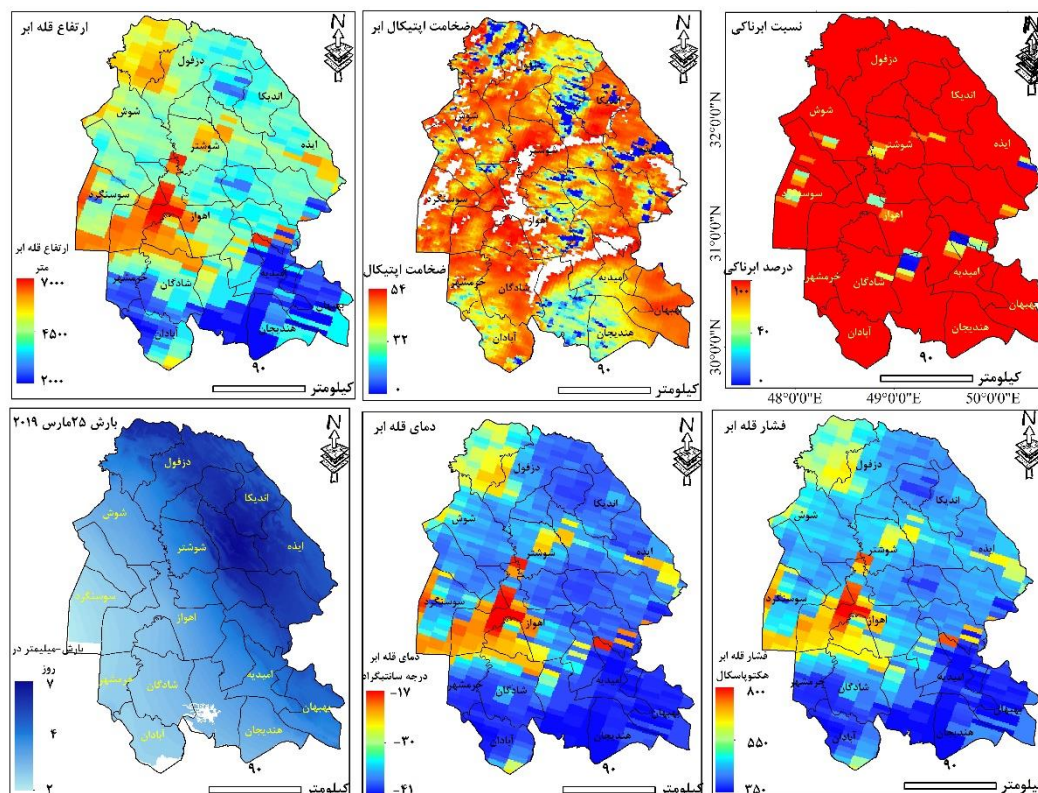 ارتفاع قله ابر
N
دزفول
اندیکا
شوش
شوشتر
ایذه
سوسنگرد
اهواز
ارتفاع قله ابر
متر
۷۰۰۰
۴۵۰۰
۲۰۰۰
خرمشهر
شادگان
امیدیه
بهبهان
آبادان
هندیجان
۹۰
کیلومتر
ضخامت اپتیکال ابر
N
دزفول
شوش
سوسنگرد
اهواز
ضخامت اپتیکال
۵۴
۳۲
۰
خرمشهر
شادگان
امیدیه
بهبهان
آبادان
هندیجان
۹۰
کیلومتر
نسبت ابرناکی
N
دزفول
اندیکا
شوش
شوشتر
ایذه
اهواز
درصد ابرناکی
۱۰۰
۴۰
۰
خرمشهر
شادگان
امیدیه
بهبهان
آبادان
هندیجان
۹۰
کیلومتر
32°0'0"N
31°0'0"N
30°0'0"N
48°0'0"E
49°0'0"E
50°0'0"E
بارش ۲۵مارس ۲۰۱۹
N
دزفول
اندیکا
شوش
شوشتر
ایذه
سوسنگرد
اهواز
بارش-میلیمتر در
روز
۷
۴
۲
خرمشهر
شادگان
امیدیه
بهبهان
آبادان
هندیجان
۹۰
کیلومتر
دمای قله ابر
N
دزفول
اندیکا
شوش
شوشتر
ایذه
سوسنگرد
اهواز
دمای قله ابر
درجه سانتیگراد
-۱۷
-۳۰
-۴۱
خرمشهر
شادگان
امیدیه
بهبهان
آبادان
هندیجان
۹۰
کیلومتر
فشار قله ابر
N
دزفول
اندیکا
شوش
شوشتر
ایذه
سوسنگرد
اهواز
فشار قله ابر
هکتوپاسکال
۸۰۰
۵۵۰
۳۵۰
خرمشهر
شادگان
امیدیه
بهبهان
آبادان
هندیجان
۹۰
کیلومتر